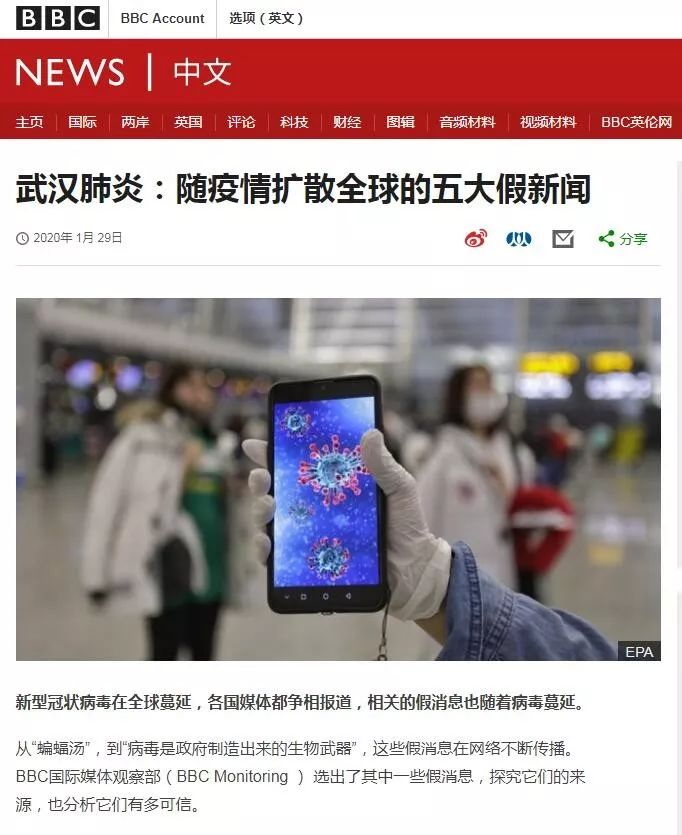 BBC BBC Account 选项（英文）
NEWS 中文
主页 国际 两岸 英国 评论 科技 财经 图辑 音频材料 视频材料 BBC英伦网
武汉肺炎：随疫情扩散全球的五大假新闻
2020年 1月 29日 分享
EPA
新型冠状病毒在全球蔓延，各国媒体都争相报道，相关的假消息也随着病毒蔓延。
从“蝙蝠汤”，到“病毒是政府制造出来的生物武器”，这些假消息在网络不断传播。
BBC国际媒体观察部（BBC Monitoring ） 选出了其中一些假消息，探究它们的来
源，也分析它们有多可信。